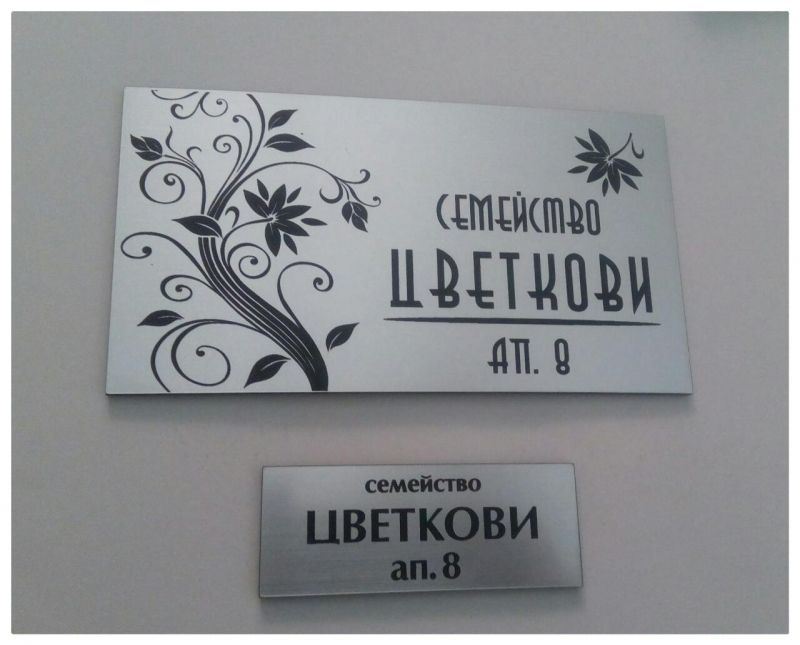 СЕМЕЙСТВО
ЦВЕТКОВИ
АП. 8
семейство
ЦВЕТКОВИ
ап. 8